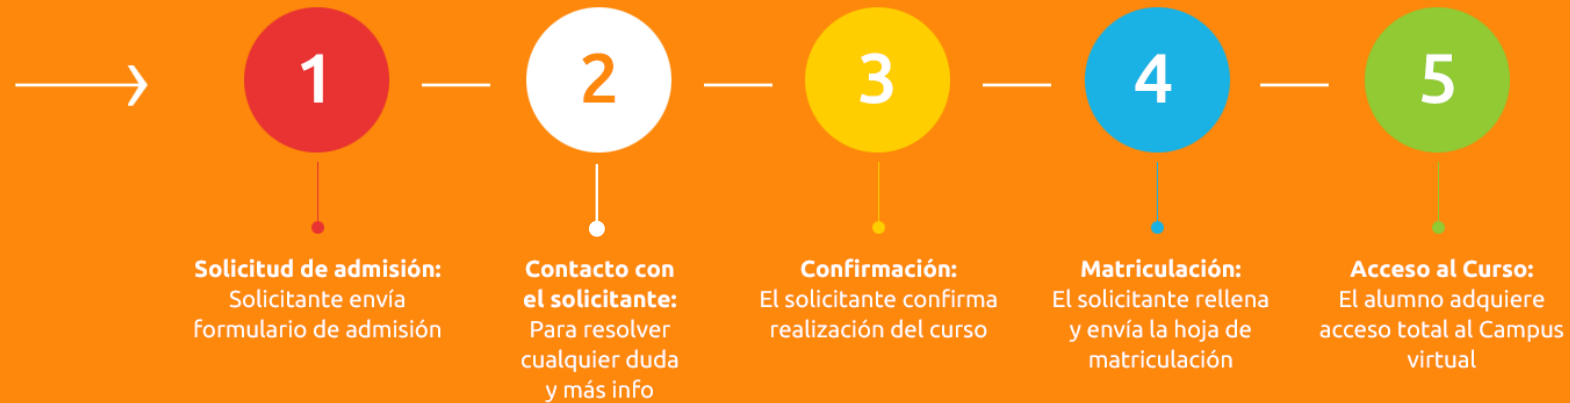 1
2
3
4
5
Solicitud de admisión:
Solicitante envía
formulario de admisión
Contacto con
el solicitante:
Para resolver
cualquier duda
y más info
Confirmación:
El solicitante confirma
realización del curso
Matriculación:
El solicitante rellena
y envía la hoja de
matriculación
Acceso al Curso:
El alumno adquiere
acceso total al Campus
virtual